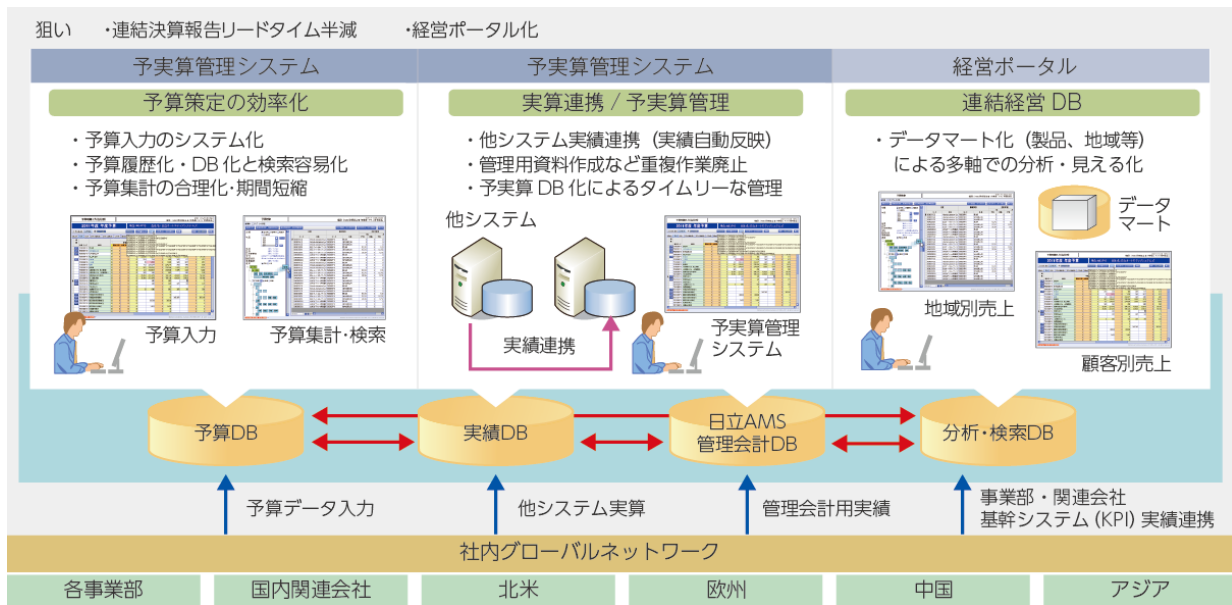 狙い ・連結決算報告リードタイム半減 ・経営ポータル化
予実算管理システム
予算策定の効率化
・予算入力のシステム化
・予算履歴化・DB化と検索容易化
・予算集計の合理化・期間短縮
予算入力
予算集計・検索
予実算管理システム
実算連携 / 予実算管理
・他システム実績連携（実績自動反映）
・管理用資料作成など重複作業廃止
・予実算DB化によるタイムリーな管理
他システム
実績連携
予実算管理
システム
経営ポータル
連結経営DB
・データマート化（製品、地域等）
による多軸での分析・見える化
データ
マート
地域別売上
顧客別売上
予算DB
実績DB
日立AMS
管理会計DB
分析・検索DB
予算データ入力
他システム実算
管理会計用実績
事業部・関連会社
基幹システム(KPI)実績連携
社内グローバルネットワーク
各事業部
国内関連会社
北米
欧州
中国
アジア